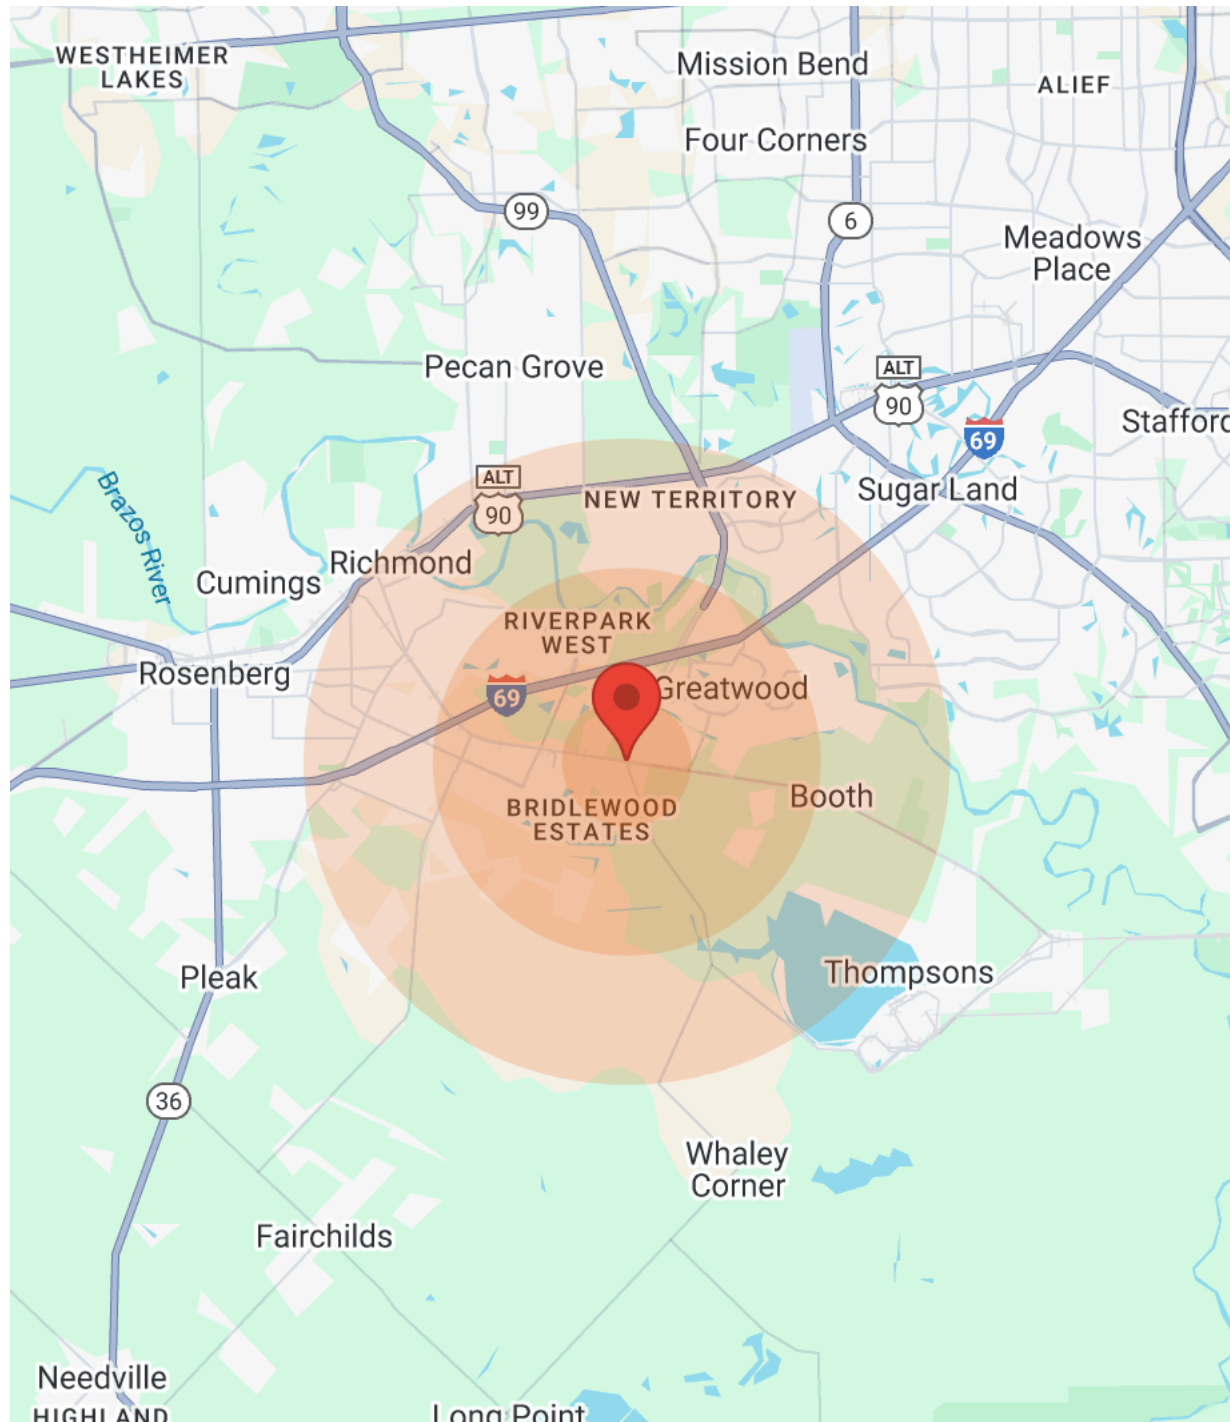 WESTHEIMER
LAKES
Mission Bend
ALIEF
Four Corners
99
6
Meadows
Place
Pecan Grove
ALT
90
Stafford
69
ALT
90
NEW TERRITORY
Sugar Land
Brazos River
Richmond
Cumings
RIVERPARK
WEST
Rosenberg
69
Greatwood
BRIDLEWOOD
ESTATES
Booth
Pleak
Thompsons
36
Whaley
Corner
Fairchilds
Needville
HIGHLAND
Long Point